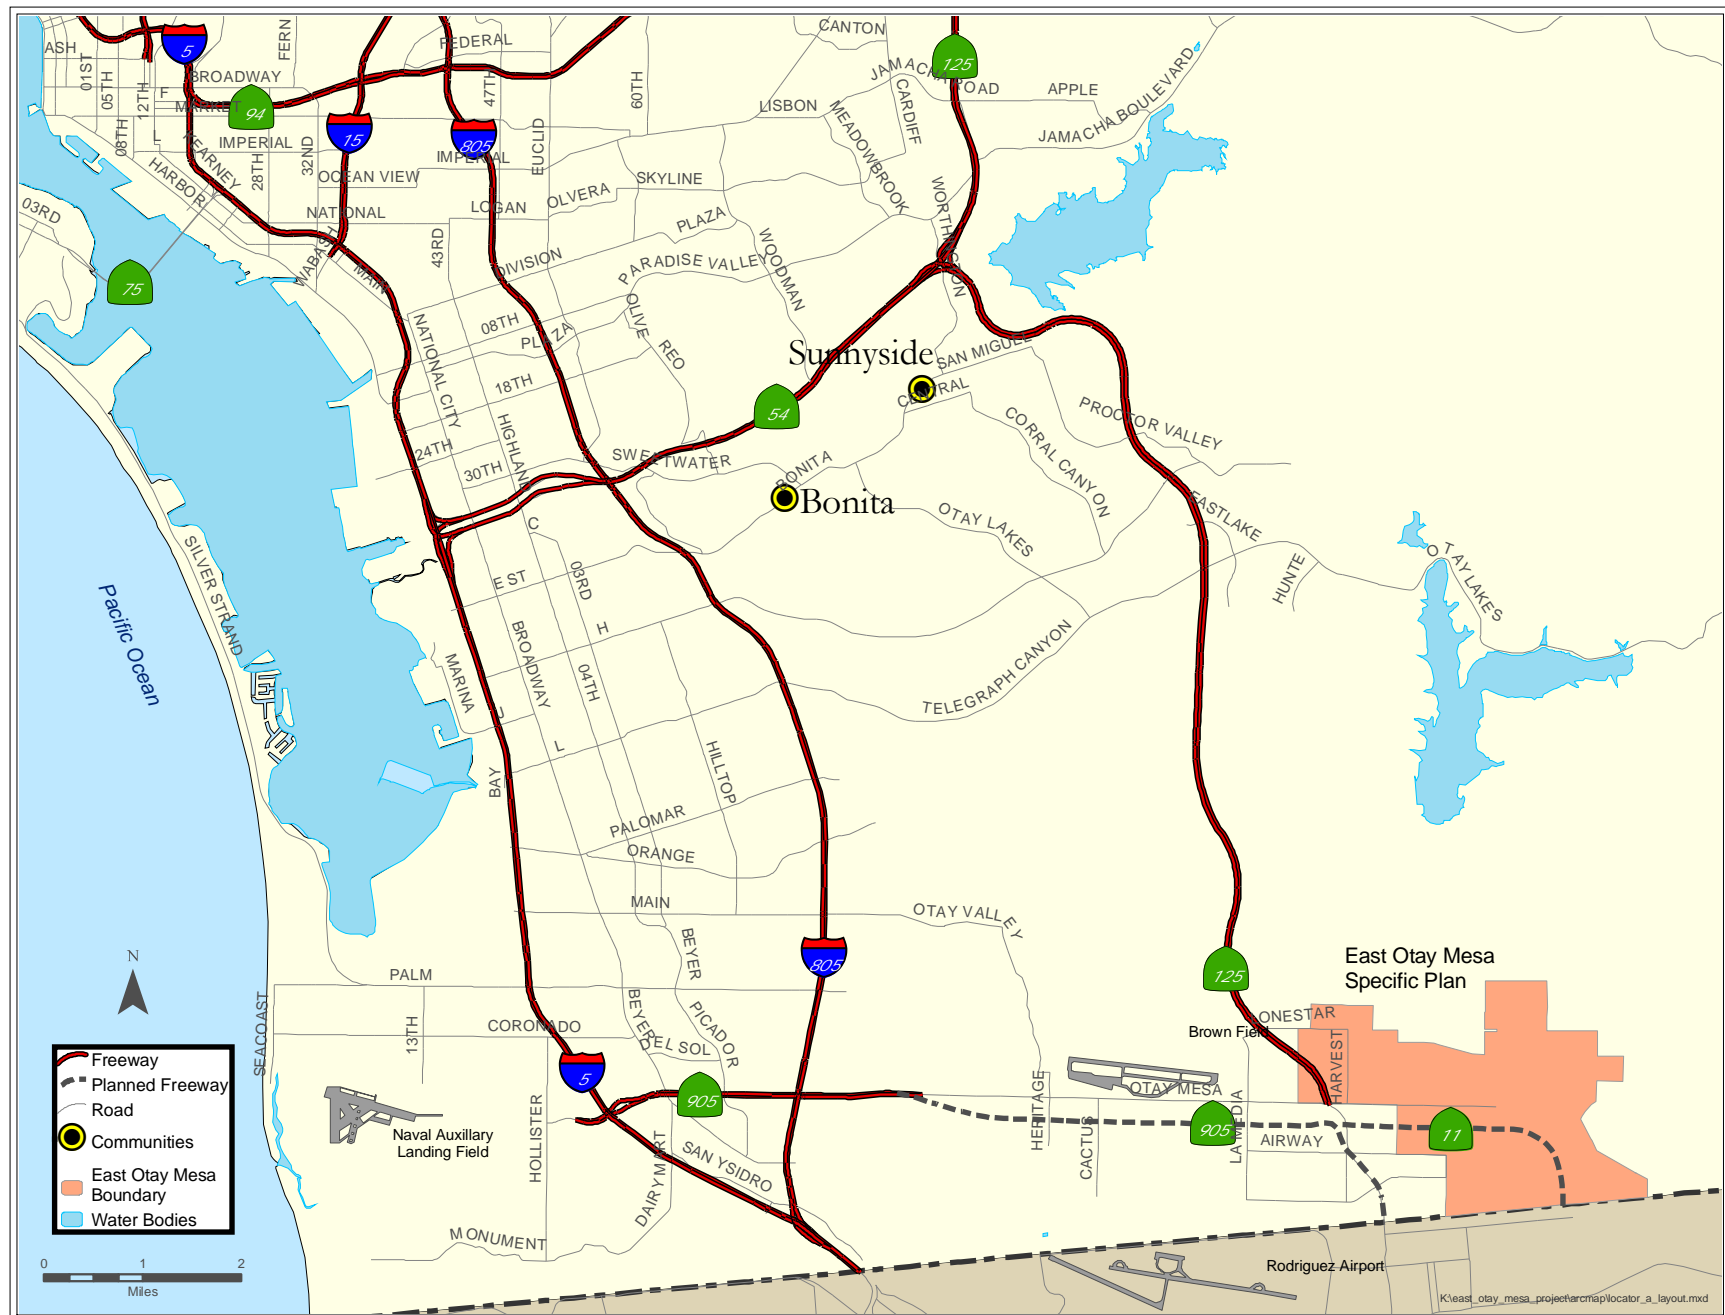 ASH
01ST
05TH
12TH
FERN
5
FEDERAL
CANTON
125
BROADWAY
F
MARKET
94
47TH
60TH
LISBON
JAMACHA ROAD
APPLE
JAMACHA BOULEVARD
CARDIFF
MEADOWBROOK
08TH
L
KEARNEY
IMPERIAL
28TH
32ND
15
805
IMPERIAL
EUCLID
HARBOR
OCEAN VIEW
SKYLINE
OLVERA
LOGAN
NATIONAL
03RD
PLAZA
WOODMAN
WORTHINGTON
WABASH
MAIN
43RD
DIVISION
PARADISE VALLEY
75
NATIONAL CITY
08TH
PLAZA
OLIVE
REO
Sunnyside
SAN MIGUEL
CENTRAL
18TH
54
HIGHLAND
24TH
30TH
SWEETWATER
BONITA
Bonita
CORRAL CANYON
PROCTOR VALLEY
EASTLAKE
OTAY LAKES
OTAY LAKES
HUNTE
SILVER STRAND
Pacific Ocean
C
E ST
03RD
H
BROADWAY
04TH
MARINA
J
L
TELEGRAPH CANYON
HILLTOP
BAY
PALOMAR
ORANGE
MAIN
OTAY VALLEY
BEYER
805
125
East Otay Mesa
Specific Plan
N
PALM
SEACOAST
BEYER
PICADOR
CORONADO
13TH
DEL SOL
ONESTAR
Brown Field
HARVEST
5
905
HERITAGE
OTAY MESA
CACTUS
905
LA MEDIA
AIRWAY
11
Freeway
Planned Freeway
Road
Communities
East Otay Mesa
Boundary
Water Bodies
Naval Auxillary
Landing Field
HOLLISTER
DAIRY MART
SAN YSIDRO
MONUMENT
0 1 2
Miles
Rodriguez Airport
K:\east_otay_mesa_project\arcmap\locator_a_layout.mxd